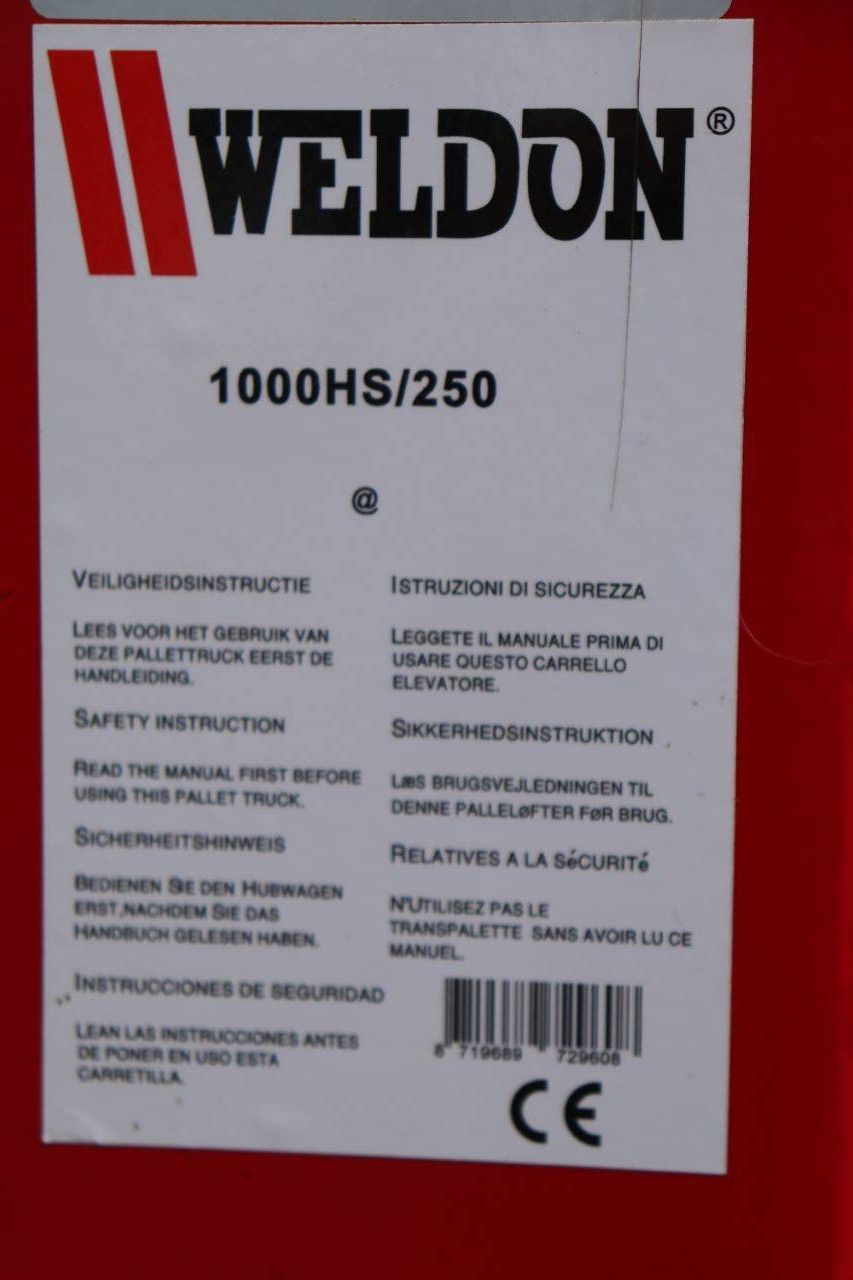 WELDON®
1000HS/250
@
VEILIGHEIDSINSTRUCTIE
LEES VOOR HET GEBRUIK VAN
DEZE PALLETTRUCK EERST DE
HANDLEIDING.
SAFETY INSTRUCTION
READ THE MANUAL FIRST BEFORE
USING THIS PALLET TRUCK.
SICHERHEITSHINWEIS
BEDIENEN SIE DEN HUBWAGEN
ERST,NACHDEM SIE DAS
HANDBUCH GELESEN HABEN.
INSTRUCCIONES DE SEGURIDAD
LEAN LAS INSTRUCCIONES ANTES
DE PONER EN USO ESTA
CARRETILLA.
ISTRUZIONI DI SICUREZZA
LEGGETE IL MANUALE PRIMA DI
USARE QUESTO CARRELLO
ELEVATORE.
SIKKERHEDSINSTRUKTION
LæS BRUGSVEJLEDNINGEN TIL
DENNE PALLELøFTER FøR BRUG.
RELATIVES A LA SéCURITé
N'UTILISEZ PAS LE
TRANSPALETTE SANS AVOIR LU CE
MANUEL.
8 719689 729608
CE